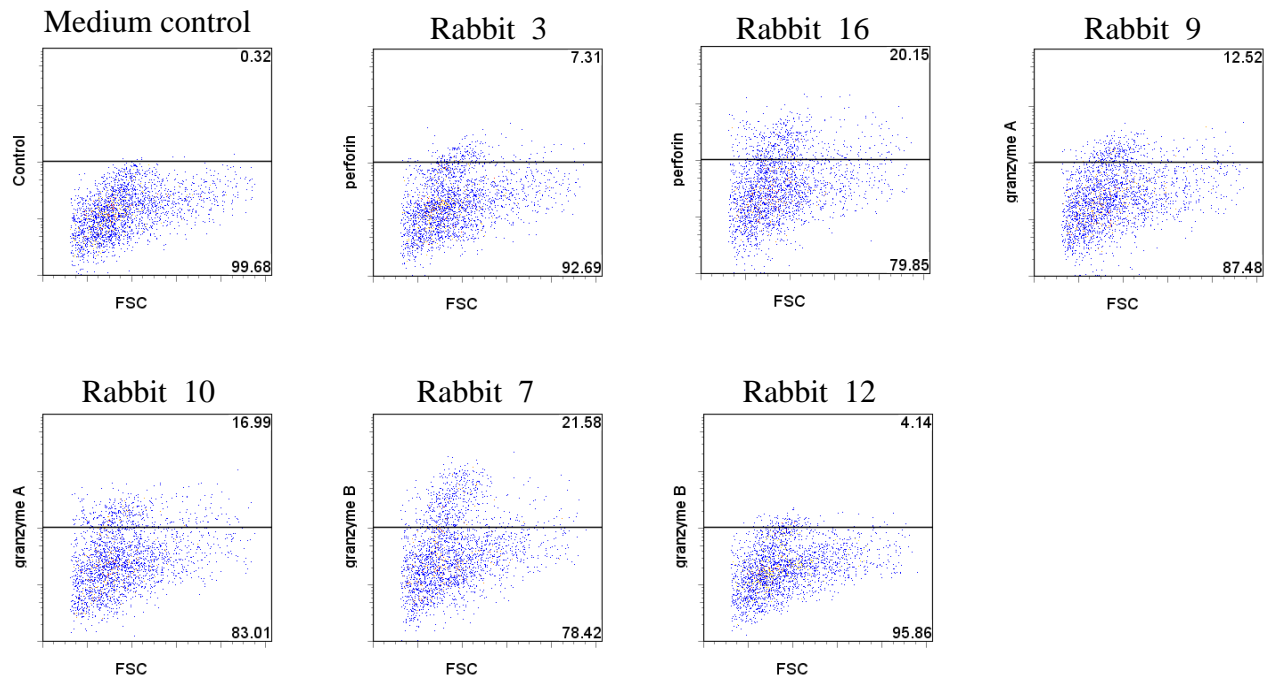 Medium control
0.32
Control
99.68
FSC
Rabbit 3
7.31
perforin
92.69
FSC
Rabbit 16
20.15
perforin
79.85
FSC
Rabbit 9
12.52
granzyme A
87.48
FSC
Rabbit 10
16.99
granzyme A
83.01
FSC
Rabbit 7
21.58
granzyme B
78.42
FSC
Rabbit 12
4.14
granzyme B
95.86
FSC